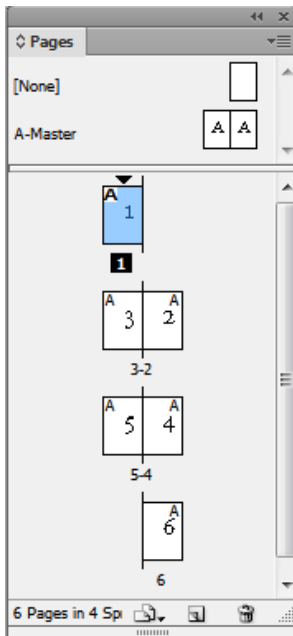 Pages
[None]
A-Master
A A
A
1
1
A A
3 2
3-2
A A
5 4
5-4
A
6
6
6 Pages in 4 Spr